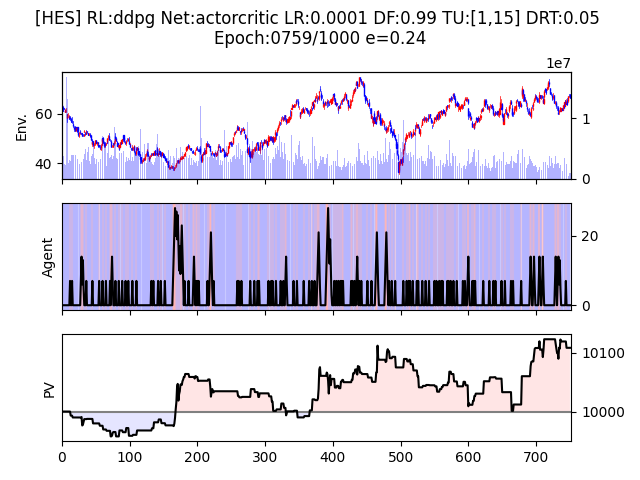 [HES] RL:ddpg Net:actorcritic LR:0.0001 DF:0.99 TU:[1,15] DRT:0.05
Epoch:0759/1000 e=0.24
1e7
Env.
60
40
1
0
Agent
20
0
PV
10100
10000
0 100 200 300 400 500 600 700